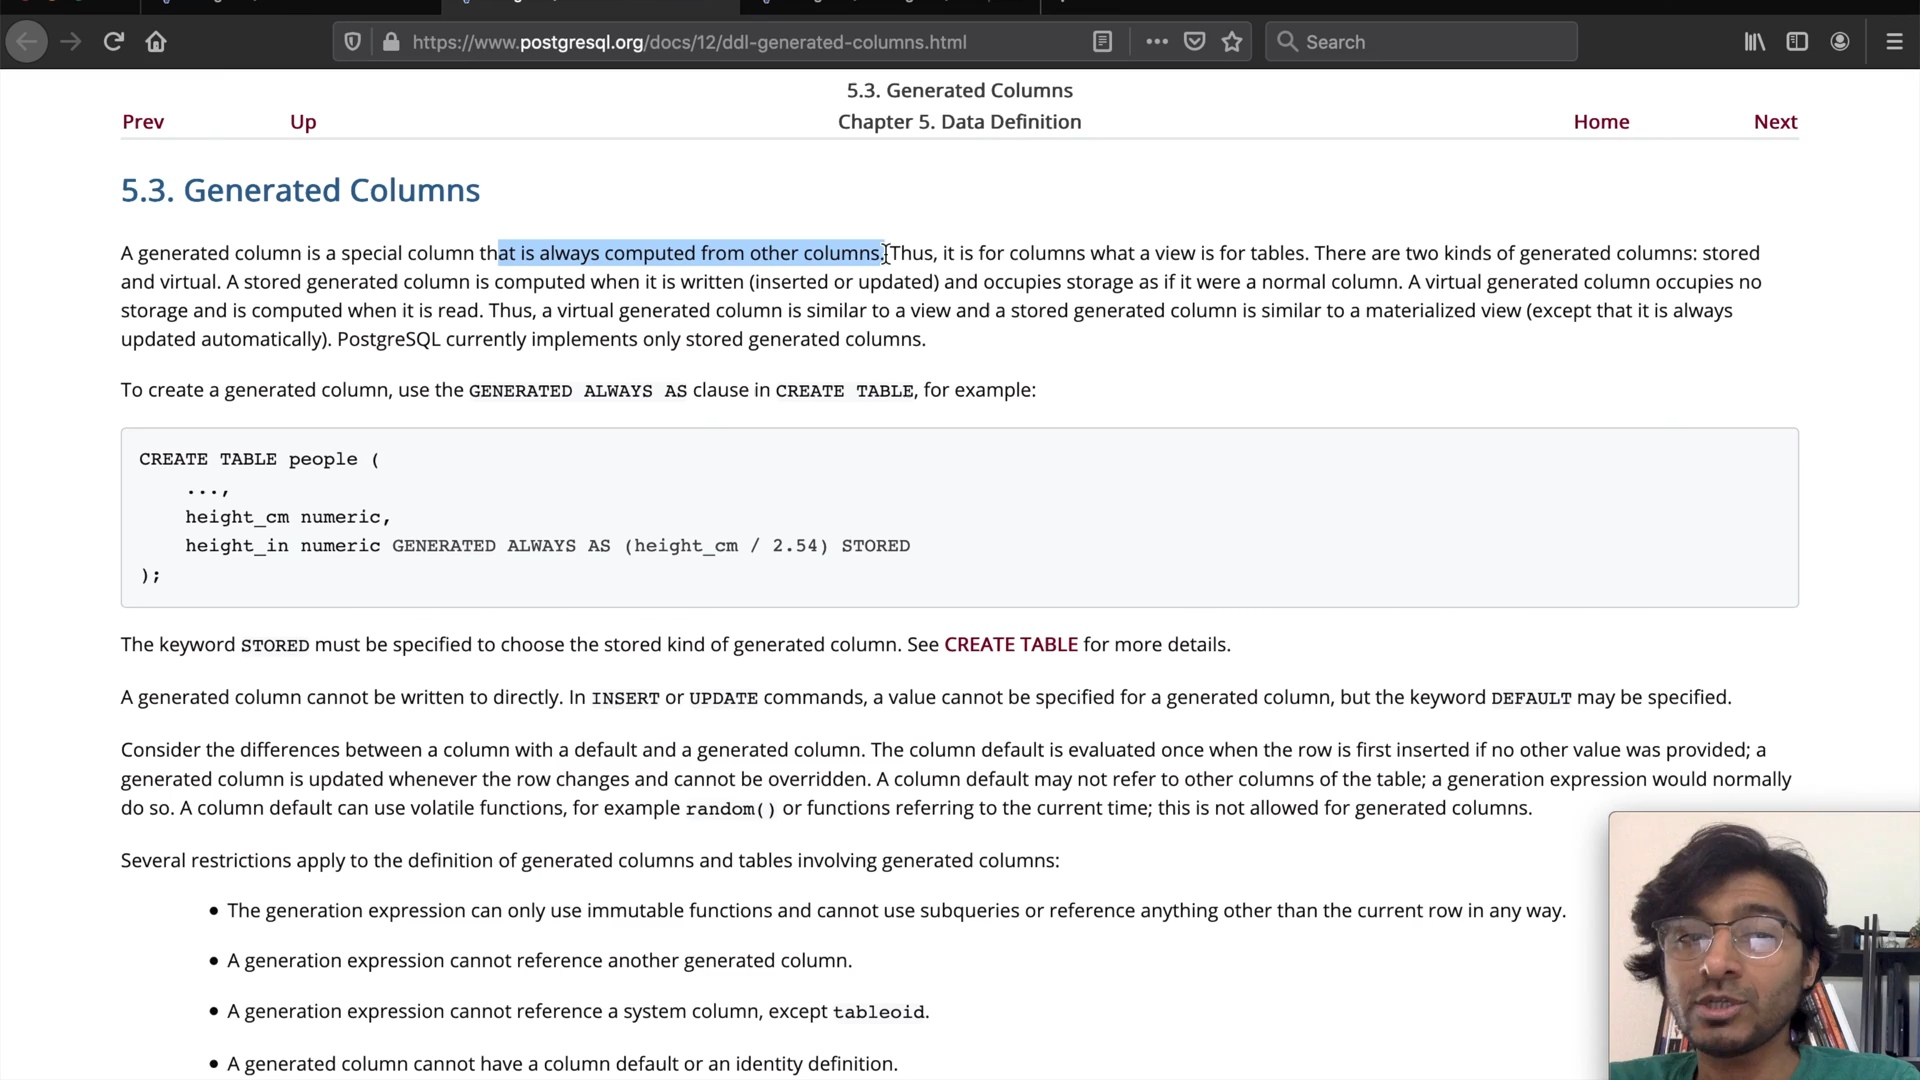 https://www.postgresql.org/docs/12/ddl-generated-columns.html
Search
5.3. Generated Columns
Prev Up Chapter 5. Data Definition Home Next
5.3. Generated Columns
A generated column is a special column that is always computed from other columns. Thus, it is for columns what a view is for tables. There are two kinds of generated columns: stored
and virtual. A stored generated column is computed when it is written (inserted or updated) and occupies storage as if it were a normal column. A virtual generated column occupies no
storage and is computed when it is read. Thus, a virtual generated column is similar to a view and a stored generated column is similar to a materialized view (except that it is always
updated automatically). PostgreSQL currently implements only stored generated columns.
To create a generated column, use the GENERATED ALWAYS AS clause in CREATE TABLE, for example:
CREATE TABLE people (
...,
height_cm numeric,
height_in numeric GENERATED ALWAYS AS (height_cm / 2.54) STORED
);
The keyword STORED must be specified to choose the stored kind of generated column. See CREATE TABLE for more details.
A generated column cannot be written to directly. In INSERT or UPDATE commands, a value cannot be specified for a generated column, but the keyword DEFAULT may be specified.
Consider the differences between a column with a default and a generated column. The column default is evaluated once when the row is first inserted if no other value was provided; a
generated column is updated whenever the row changes and cannot be overridden. A column default may not refer to other columns of the table; a generation expression would normally
do so. A column default can use volatile functions, for example random() or functions referring to the current time; this is not allowed for generated columns.
Several restrictions apply to the definition of generated columns and tables involving generated columns:
• The generation expression can only use immutable functions and cannot use subqueries or reference anything other than the current row in any way.
• A generation expression cannot reference another generated column.
• A generation expression cannot reference a system column, except tableoid.
• A generated column cannot have a column default or an identity definition.